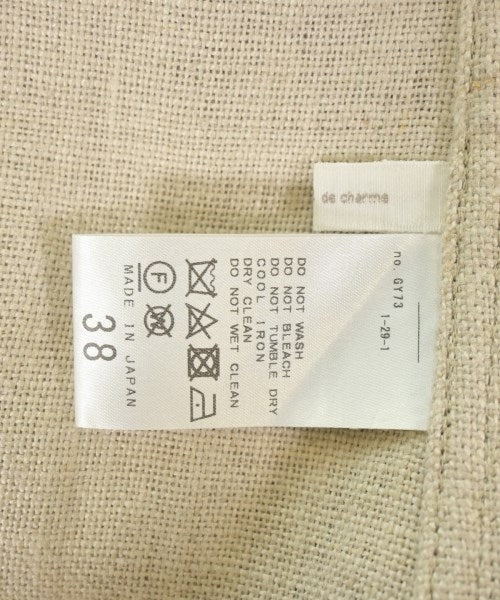 de charme
no. GY73
1-29-1
DO NOT WASH
DO NOT BLEACH
DO NOT TUMBLE DRY
COOL IRON
DRY CLEAN
DO NOT WET CLEAN
F
W
MADE IN JAPAN
38